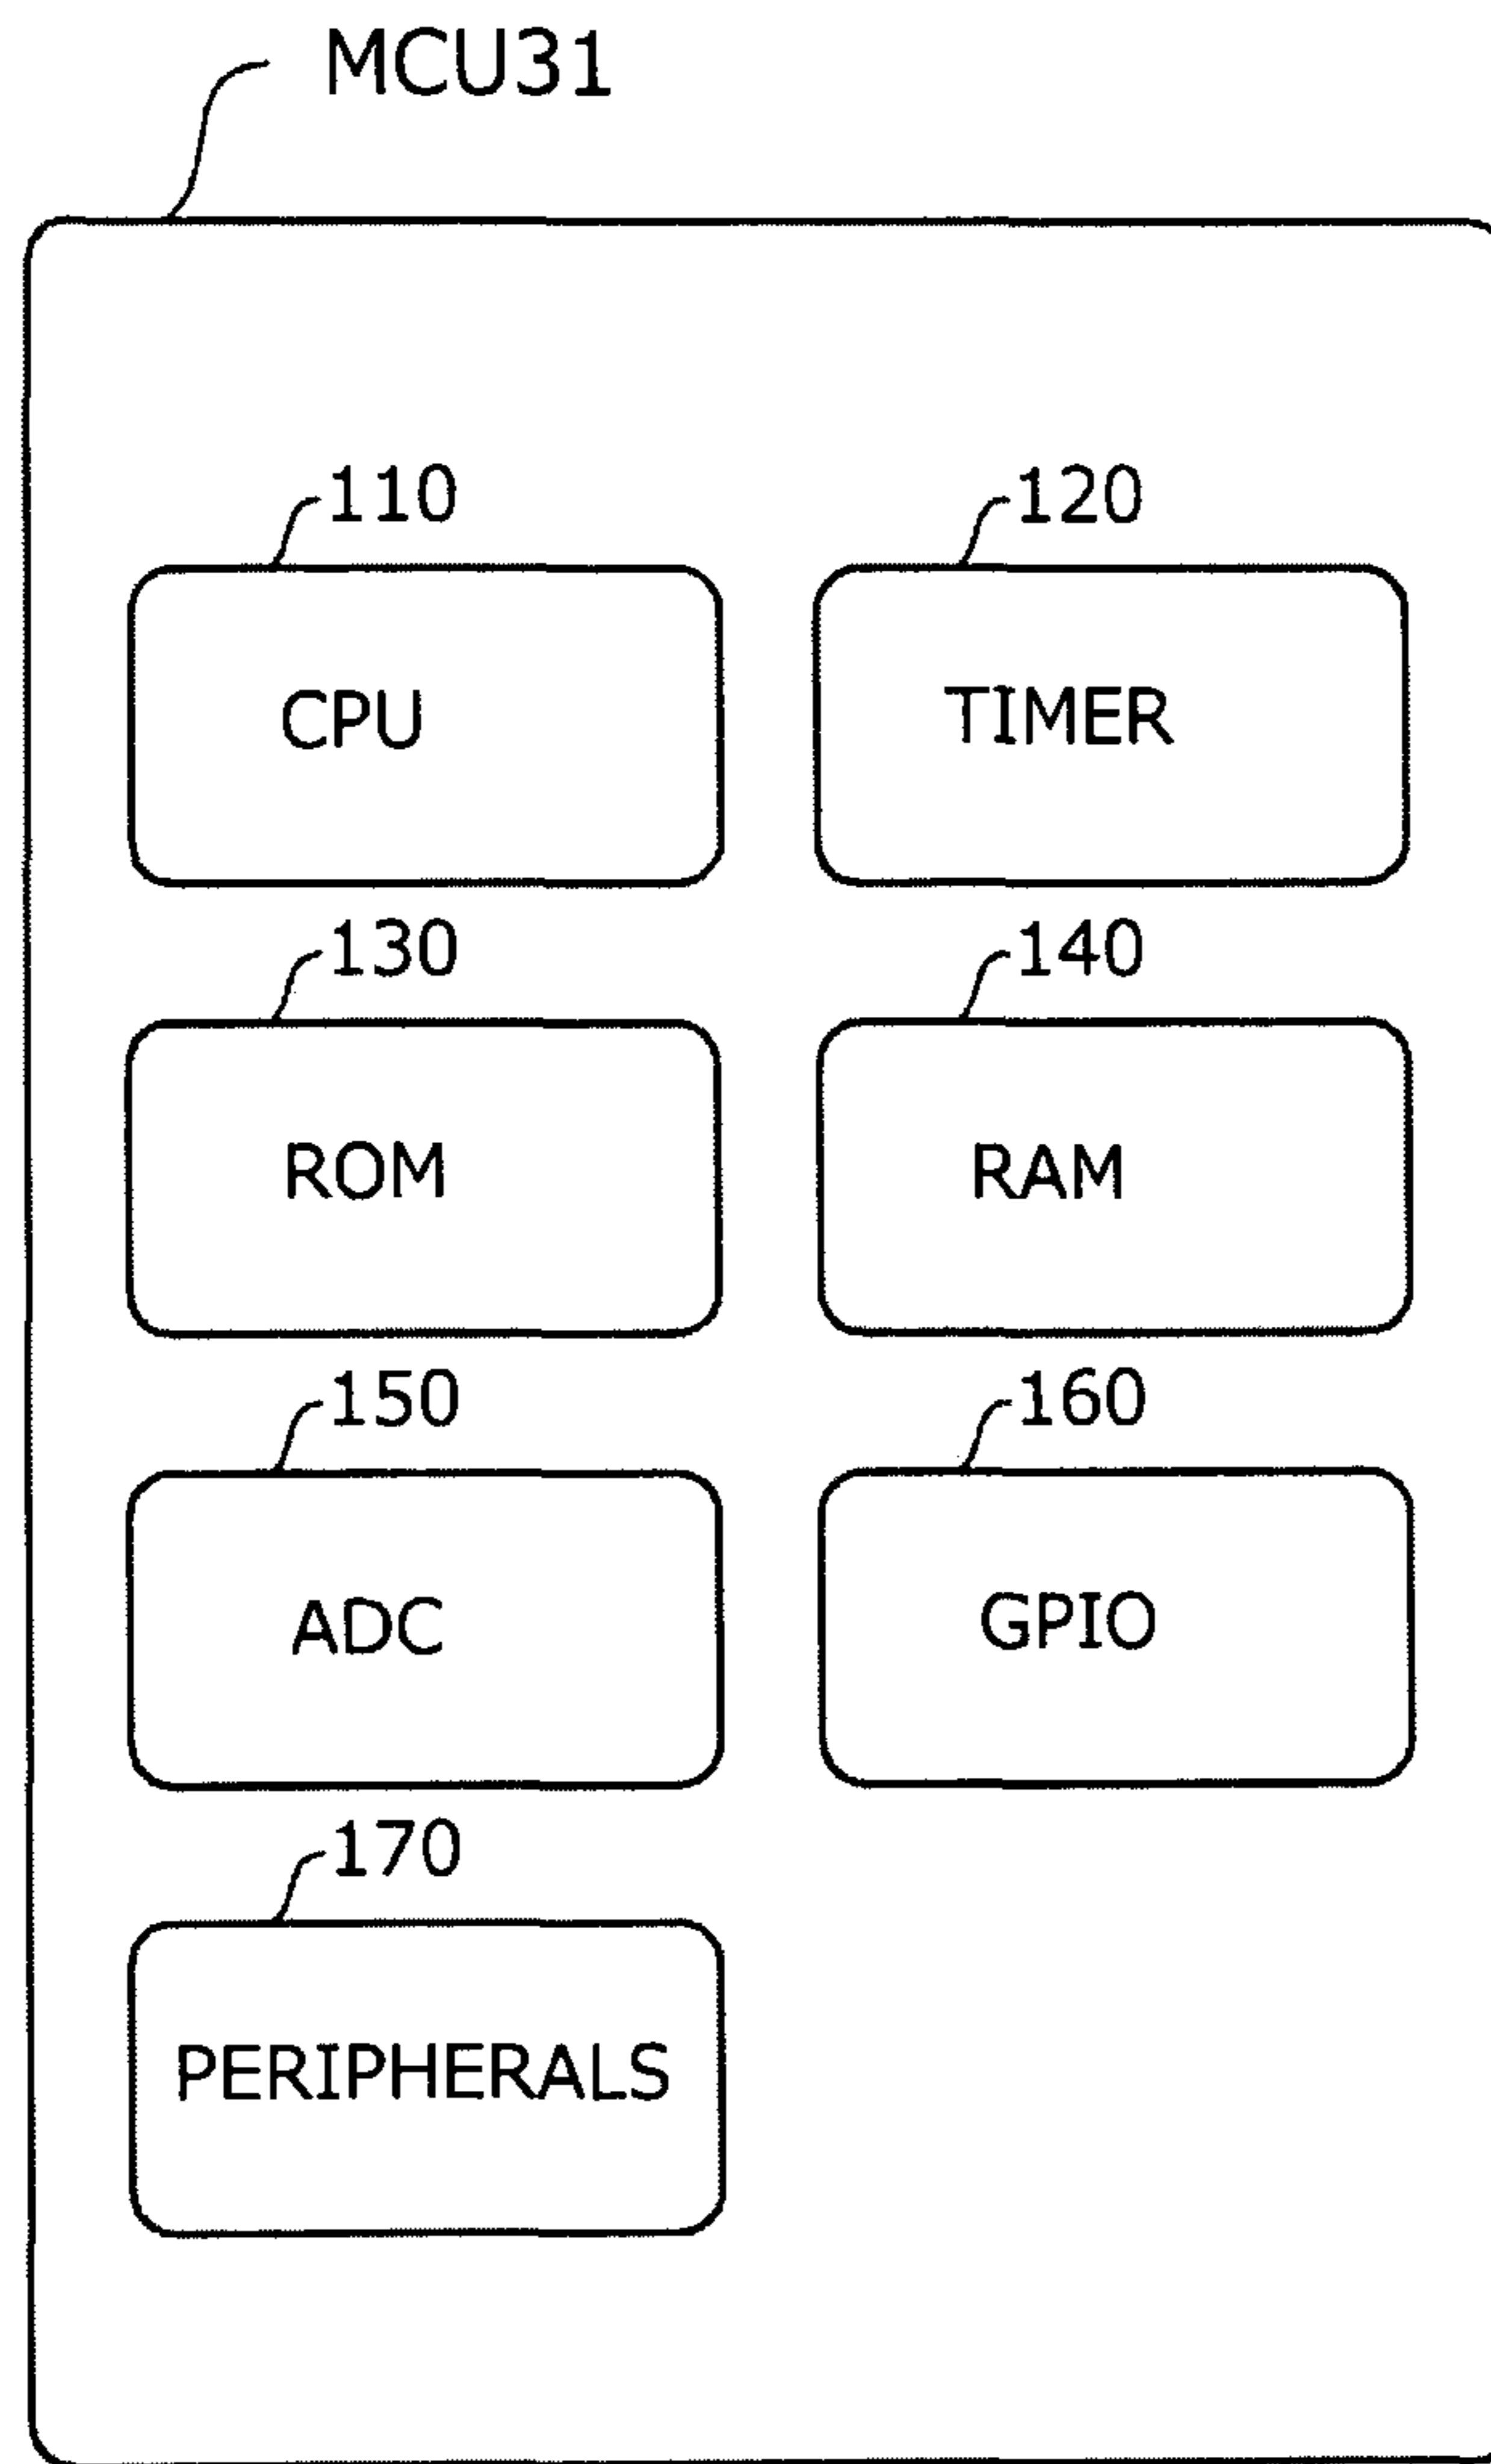 MCU31
110
120
CPU
TIMER
130
140
ROM
RAM
150
160
ADC
GPIO
170
PERIPHERALS